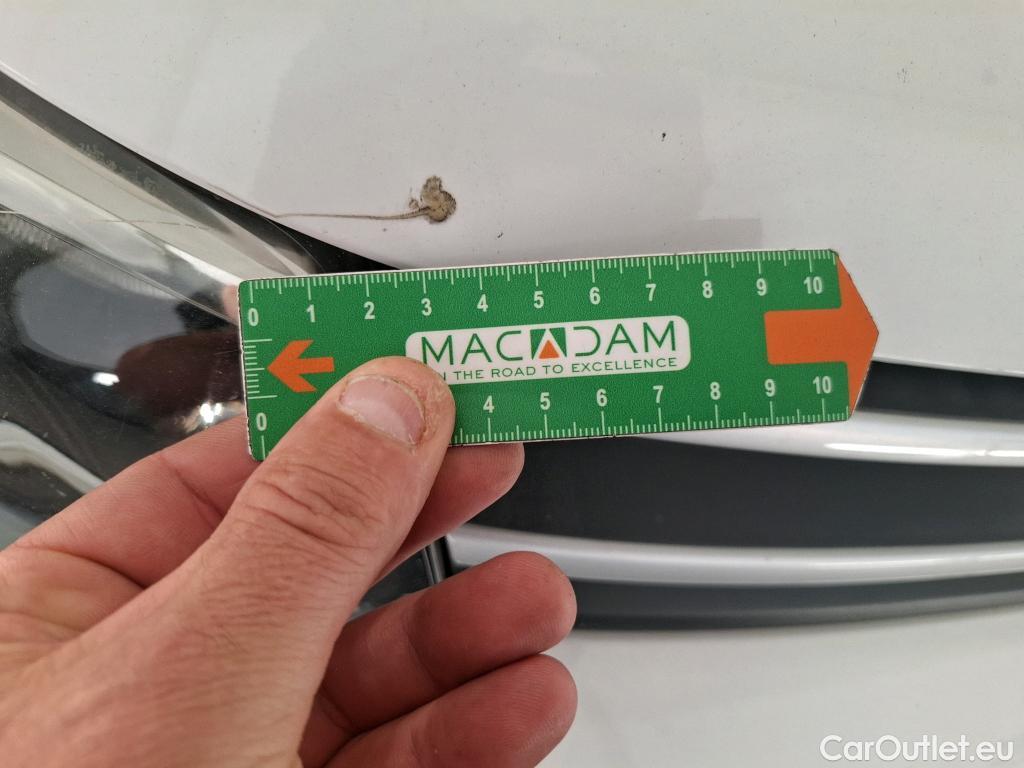 0 1 2 3 4 5 6 7 8 9 10
MACADAM
N THE ROAD TO EXCELLENCE
0 4 5 6 7 8 9 10
CarOutlet.eu